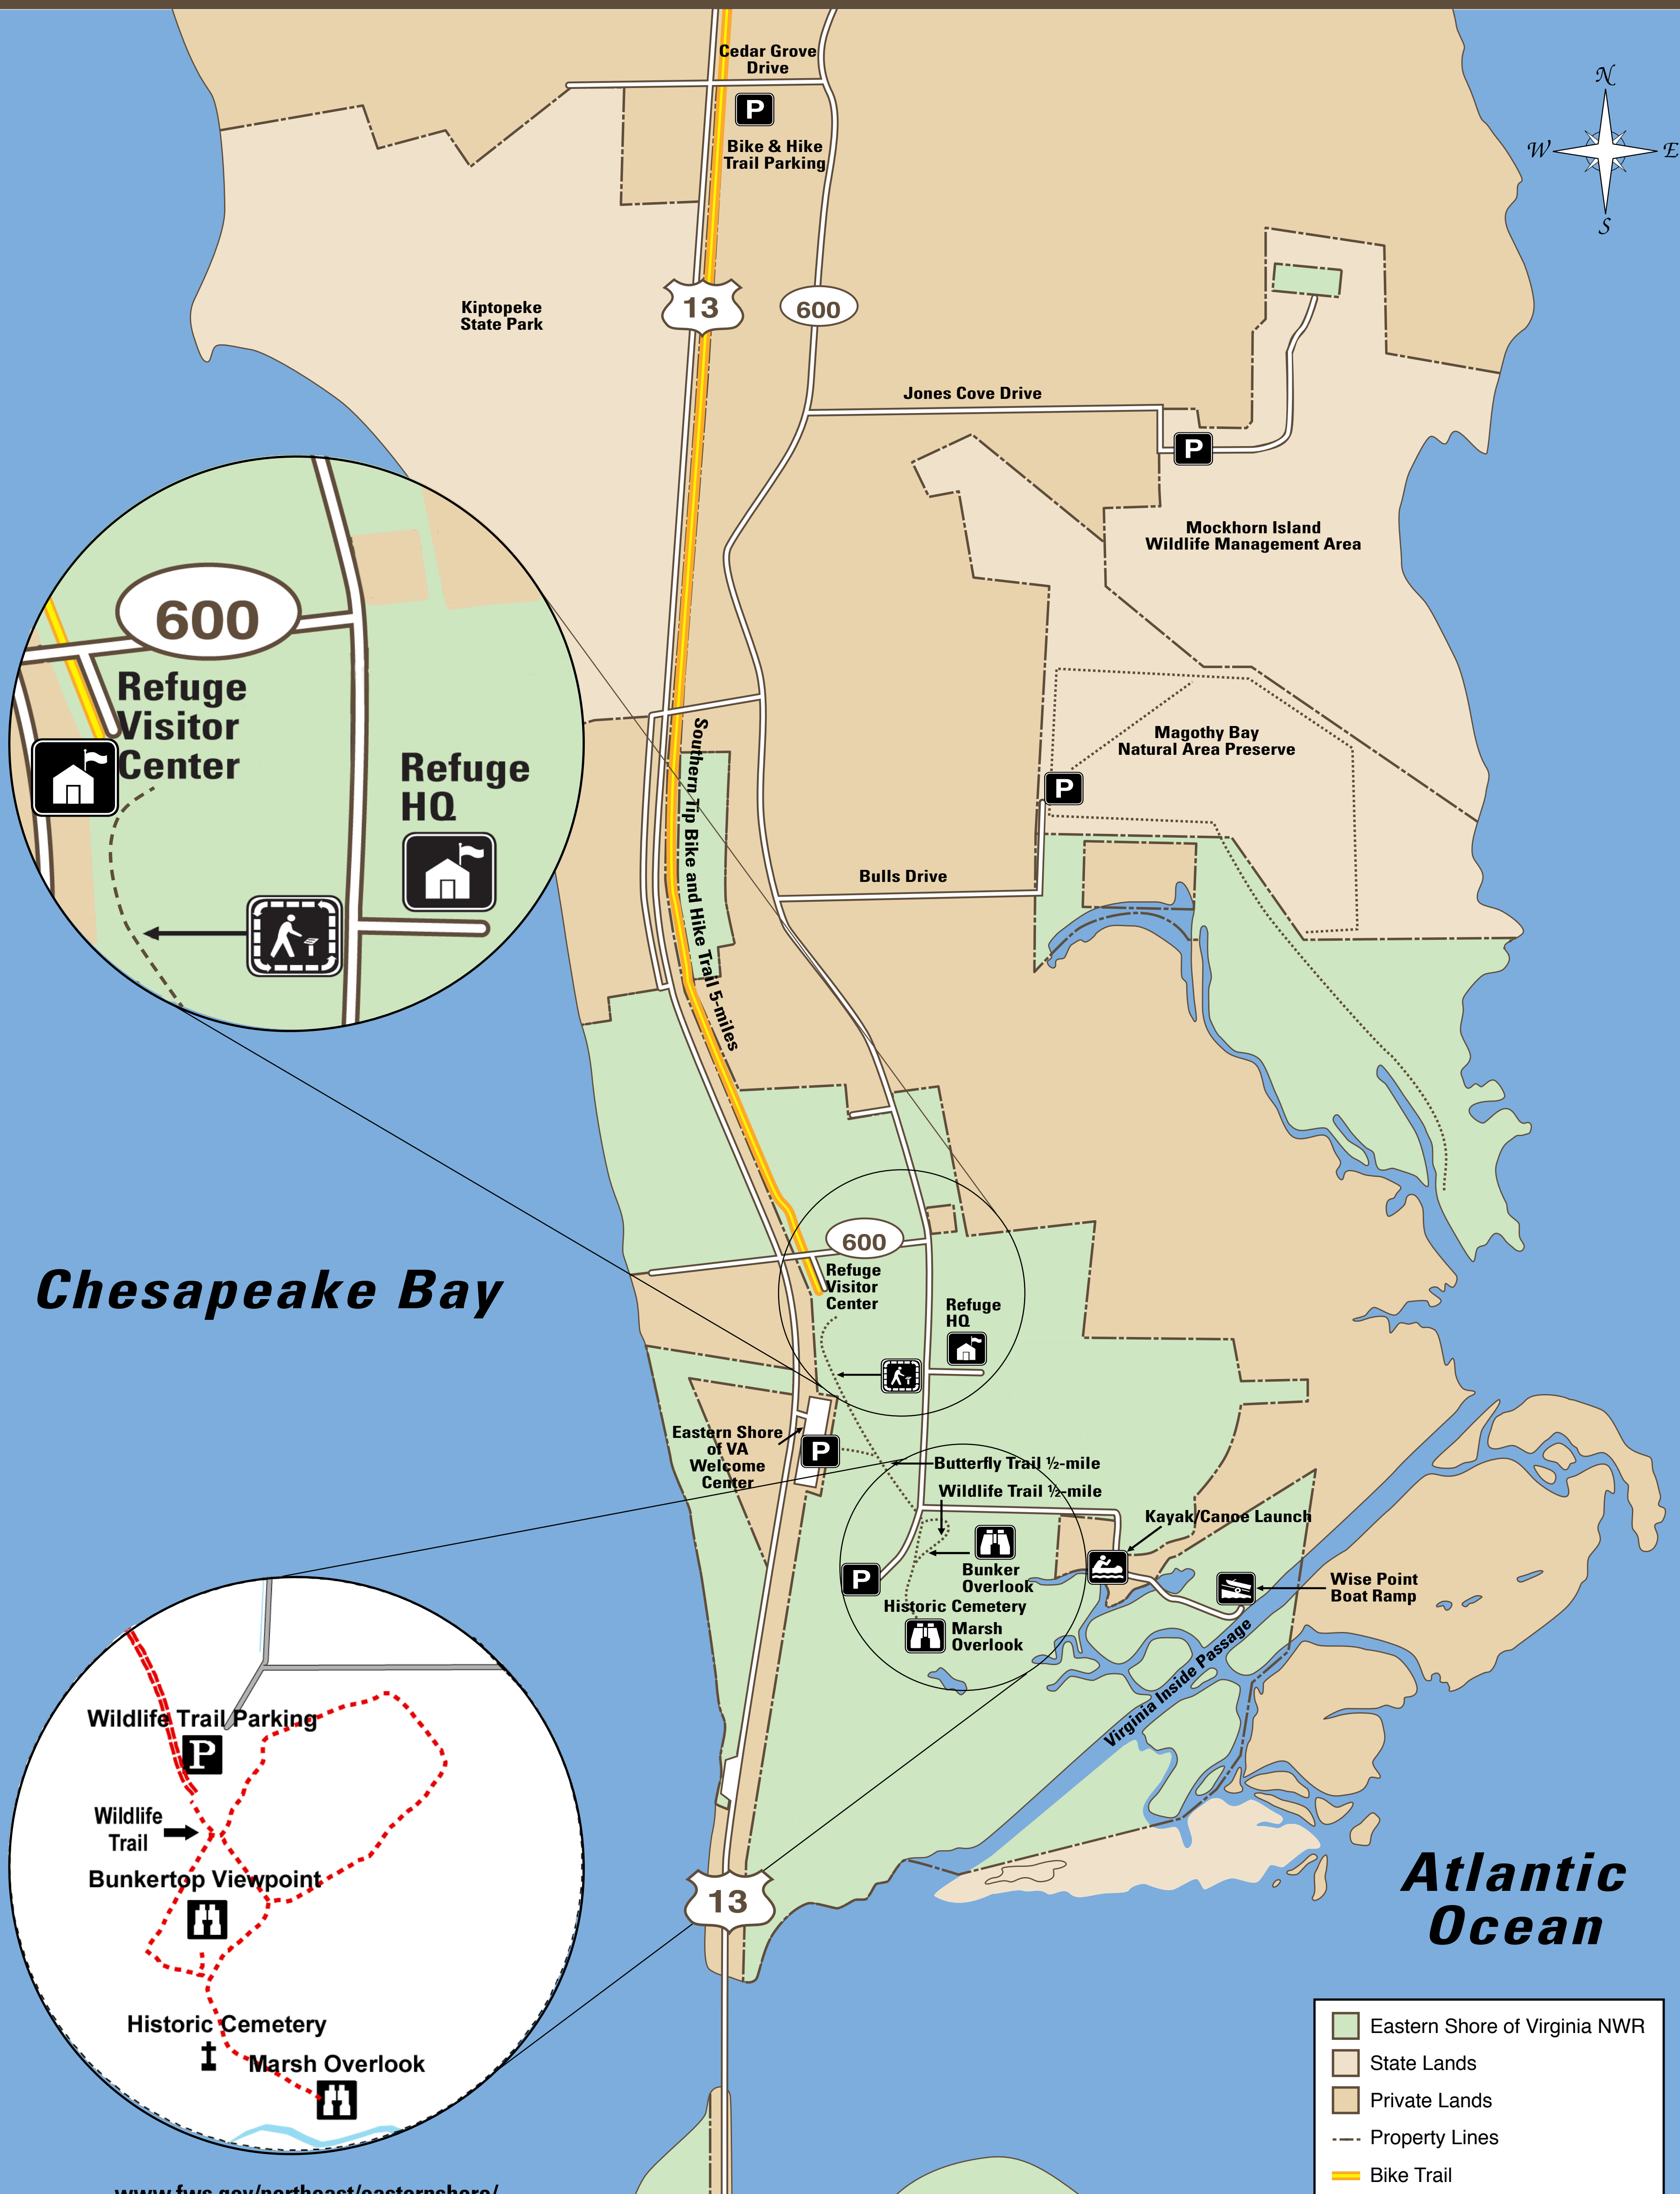 Cedar Grove
Drive
P
Bike & Hike
Trail Parking
N
W
E
S
13
600
Kiptopeke
State Park
Jones Cove Drive
P
Mockhorn Island
Wildlife Management Area
600
Refuge
Visitor
Center
Refuge
HQ
Southern Tip Bike and Hike Trail 5-miles
Magothy Bay
Natural Area Preserve
P
Bulls Drive
Chesapeake Bay
600
Refuge
Visitor
Center
Refuge
HQ
Eastern Shore
of VA
Welcome
Center
P
Butterfly Trail ½-mile
Wildlife Trail ½-mile
Kayak/Canoe Launch
Bunker
Overlook
P
Wise Point
Boat Ramp
Historic Cemetery
Marsh
Overlook
Virginia Inside Passage
Wildlife Trail Parking
P
Wildlife
Trail
Bunkertop Viewpoint
Historic Cemetery
Marsh Overlook
13
Atlantic
Ocean
Eastern Shore of Virginia NWR
State Lands
Private Lands
Property Lines
Bike Trail
www.fws.gov/northeast/easternshore/